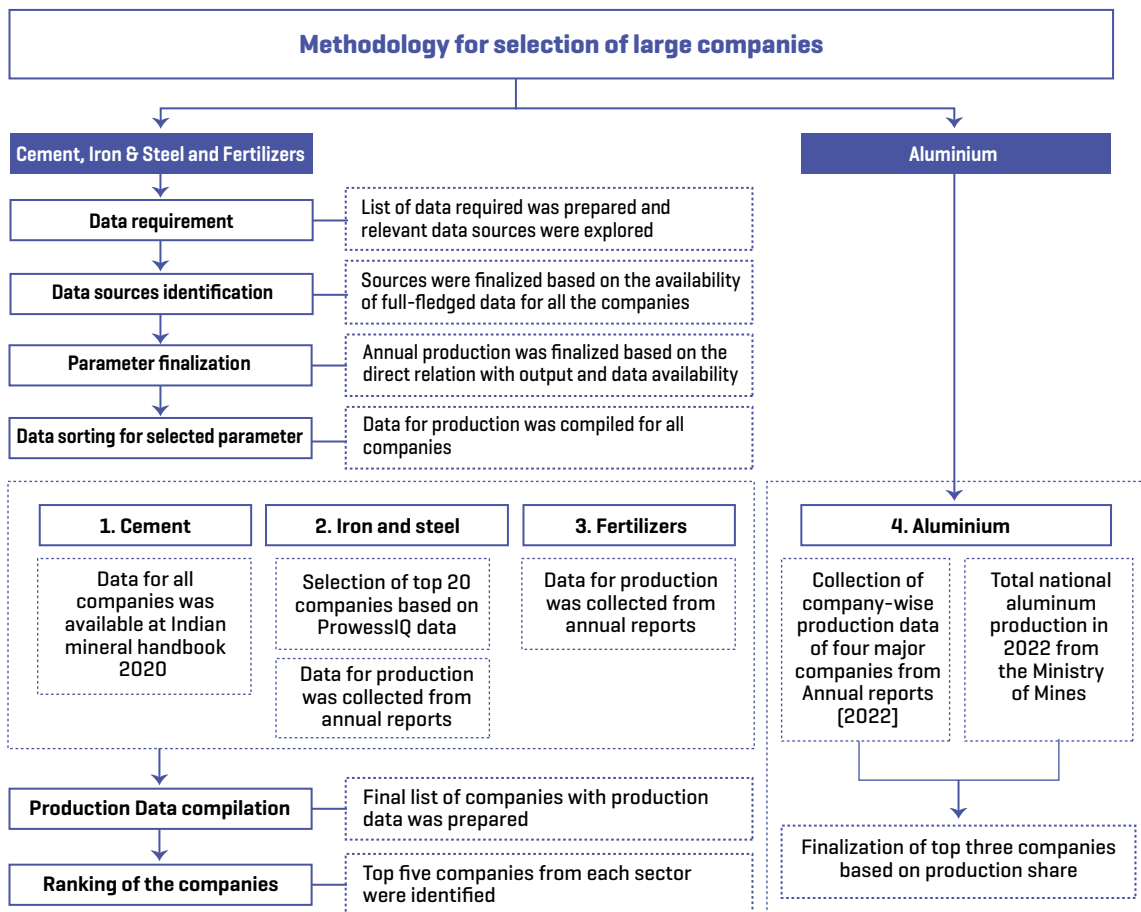 Methodology for selection of large companies
Cement, Iron & Steel and Fertilizers
Aluminium
Data requirement
List of data required was prepared and
relevant data sources were explored
Data sources identification
Sources were finalized based on the availability
of full-fledged data for all the companies
Parameter finalization
Annual production was finalized based on the
direct relation with output and data availability
Data sorting for selected parameter
Data for production was compiled for all
companies
1. Cement
Data for all
companies was
available at Indian
mineral handbook
2020
2. Iron and steel
Selection of top 20
companies based on
ProwessIQ data
Data for production
was collected from
annual reports
3. Fertilizers
Data for production
was collected from
annual reports
4. Aluminium
Collection of
company-wise
production data
of four major
companies from
Annual reports
[2022]
Total national
aluminum
production in
2022 from
the Ministry
of Mines
Production Data compilation
Final list of companies with production
data was prepared
Ranking of the companies
Top five companies from each sector
were identified
Finalization of top three companies
based on production share